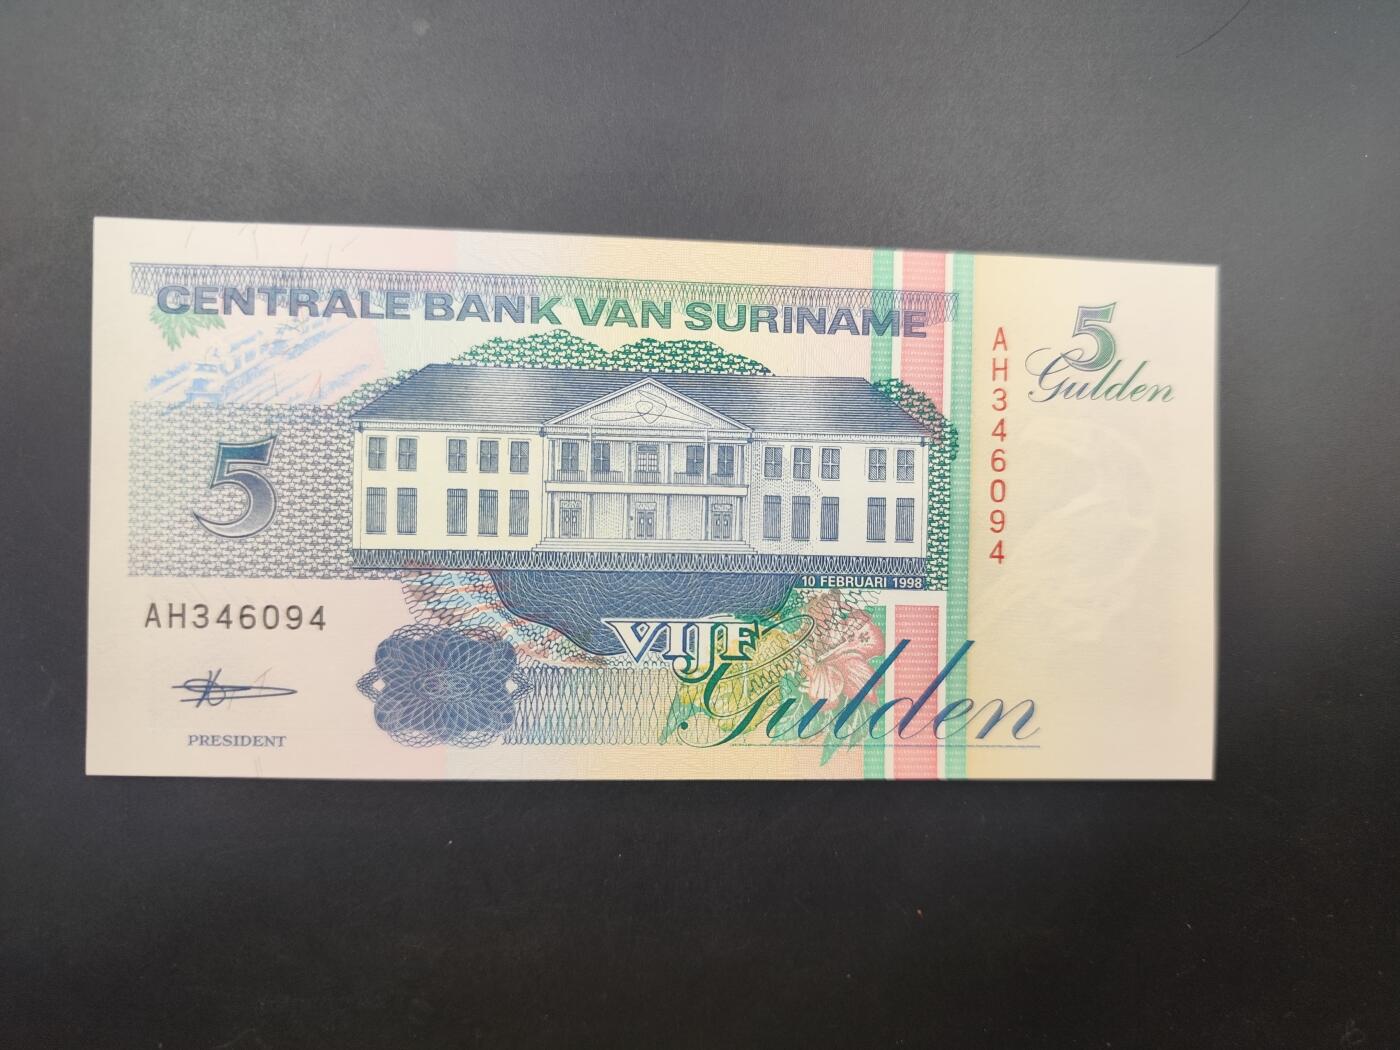 CENTRALE BANK VAN SURINAME
5
Gulden
AH346094
5
10 FEBRUARI 1998
AH346094
VIJF
Gulden
PRESIDENT